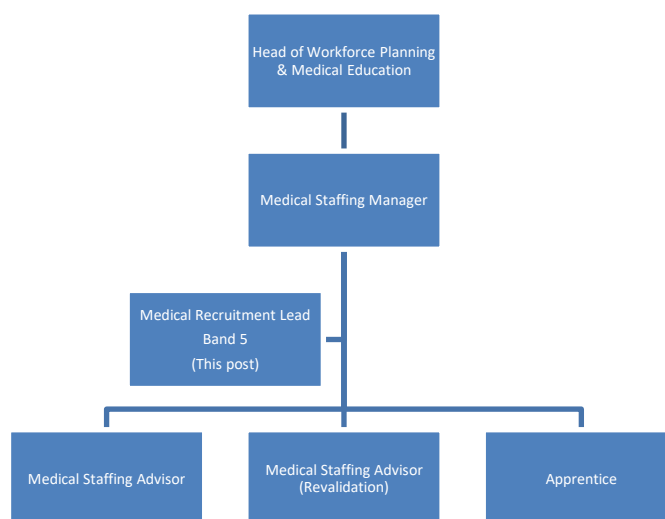 Head of Workforce Planning
& Medical Education
Medical Staffing Manager
Medical Recruitment Lead
Band 5
(This post)
Medical Staffing Advisor
Medical Staffing Advisor
(Revalidation)
Apprentice